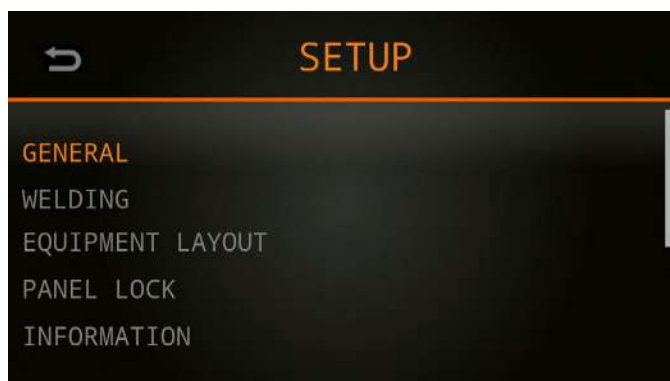 SETUP
GENERAL
WELDING
EQUIPMENT LAYOUT
PANEL LOCK
INFORMATION